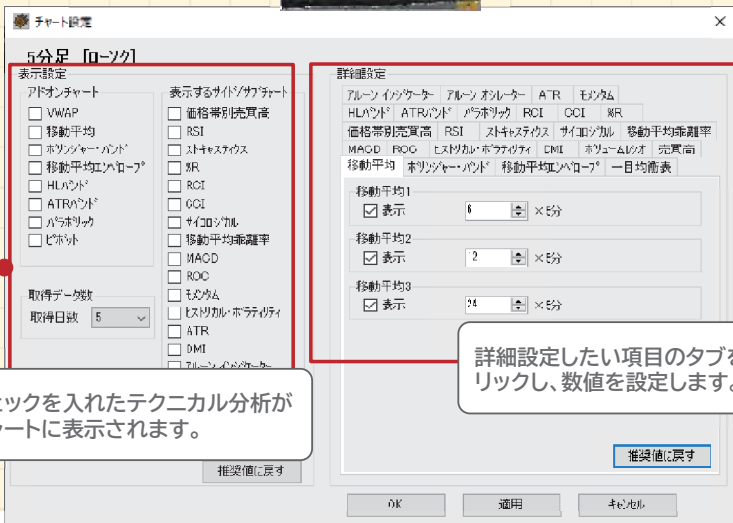 チャート設定
5分足 [ローソク]
表示設定
アドオンチャート
VWAP
移動平均
ボリンジャー・バンド
移動平均エンベロープ
HLバンド
ATRバンド
パラボリック
ピボット
取得データ数
取得日数 5
表示するサイド/サブチャート
価格帯別売買高
RSI
ストキャスティクス
%R
RCI
CCI
サイコロジカル
移動平均乖離率
MACD
ROC
モメンタム
ヒストリカル・ボラティリティ
ATR
DMI
アルーン インジケーター
推奨値に戻す
詳細設定
アルーン インジケーター アルーン オシレーター ATR モメンタム
HLバンド ATRバンド パラボリック RCI CCI %R
価格帯別売買高 RSI ストキャスティクス サイコロジカル 移動平均乖離率
MACD ROC ヒストリカル・ボラティリティ DMI ボリュームレシオ 売買高
移動平均 ボリンジャー・バンド 移動平均エンベロープ 一目均衡表
移動平均1
表示 6 ×5分
移動平均2
表示 12 ×5分
移動平均3
表示 24 ×5分
推奨値に戻す
ェックを入れたテクニカル分析が
ャートに表示されます。
詳細設定したい項目のタブを
リックし、数値を設定します。
OK 適用 キャンセル